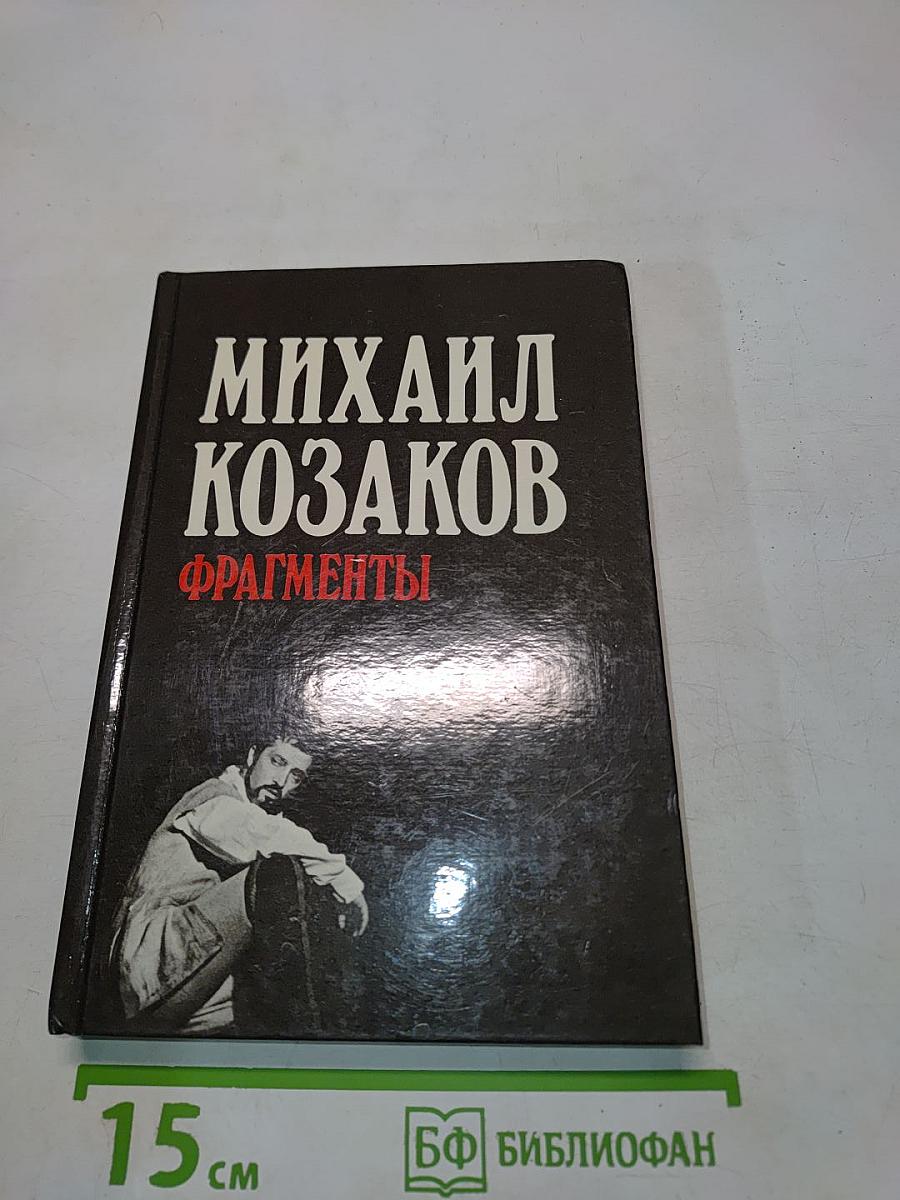 МИХАИЛ
КОЗАКОВ
ФРАГМЕНТЫ
15 см
БФ БИБЛИОФАН